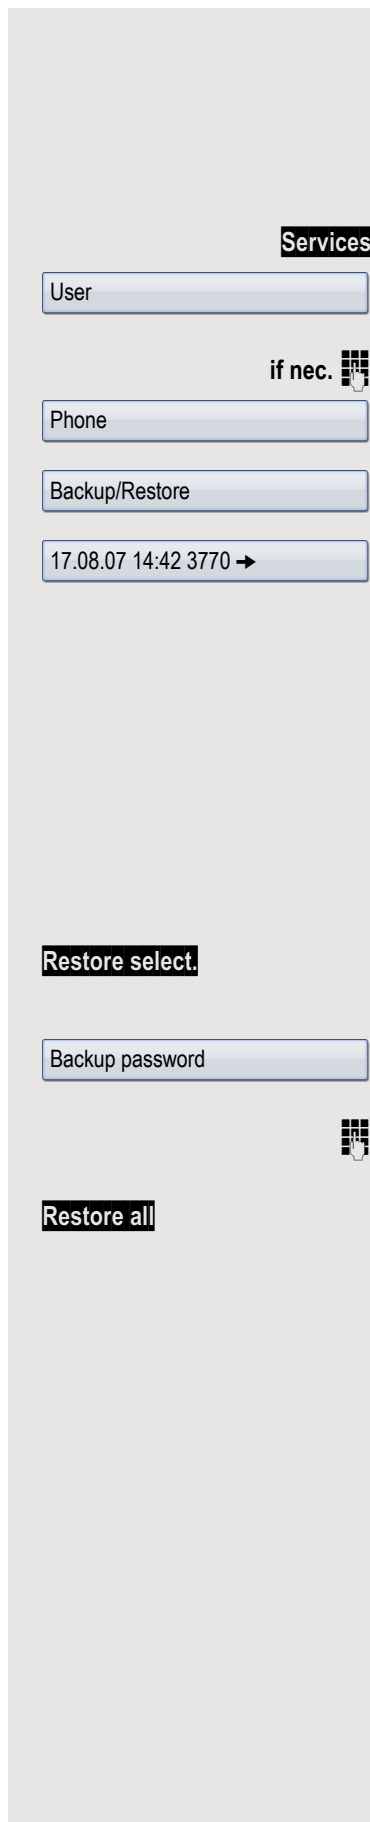 Services
User
if nec.
Phone
Backup/Restore
17.08.07 14:42 3770 →
Restore select.
Backup password
Restore all